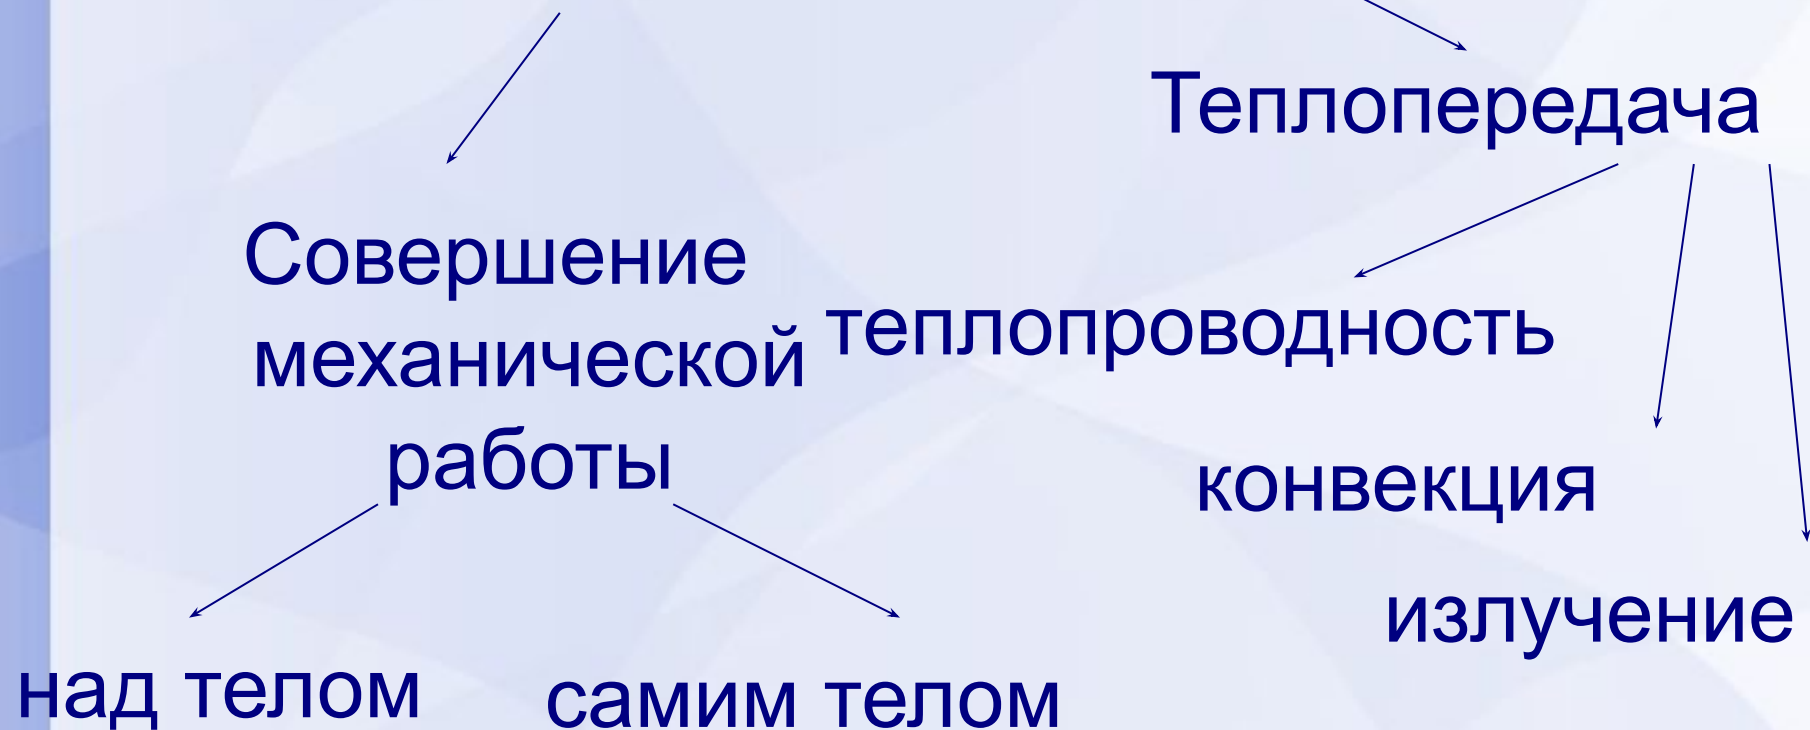 Теплопередача
Совершение
механической
работы
теплопроводность
конвекция
излучение
над телом
самим телом